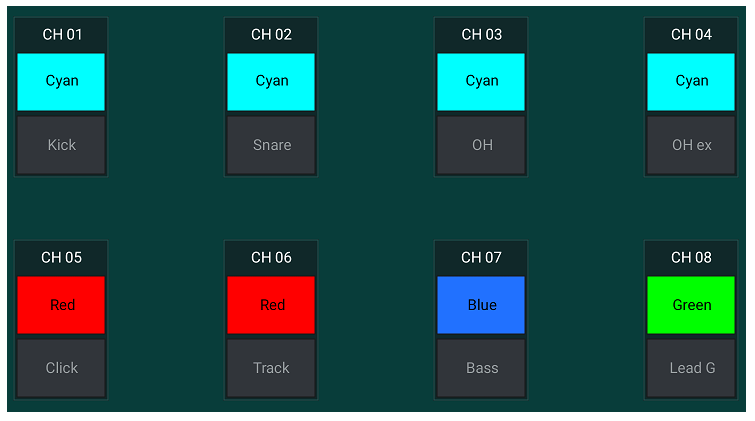 CH 01 CH 02 CH 03 CH 04
Cyan Cyan Cyan Cyan
Kick Snare OH OH ex
CH 05 CH 06 CH 07 CH 08
Red Red Blue Green
Click Track Bass Lead G